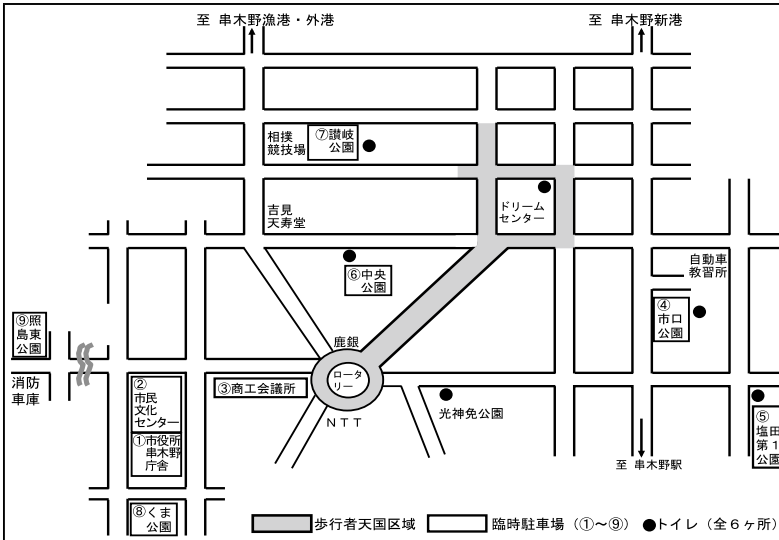 至 串木野漁港・外港
至 串木野新港
相撲
競技場
⑦讃岐
公園
ドリーム
センター
吉見
天寿堂
⑥中央
公園
自動車
教習所
④
市口
公園
⑨照
島東
公園
消防
車庫
鹿銀
ロータ
リー
③商工会議所
NTT
②
市民
文化
センター
①市役所
串木野
庁舎
光神免公園
⑤
塩田
第1
公園
至 串木野駅
⑧くま
公園
歩行者天国区域
臨時駐車場(①～⑨)
●トイレ(全6ヶ所)